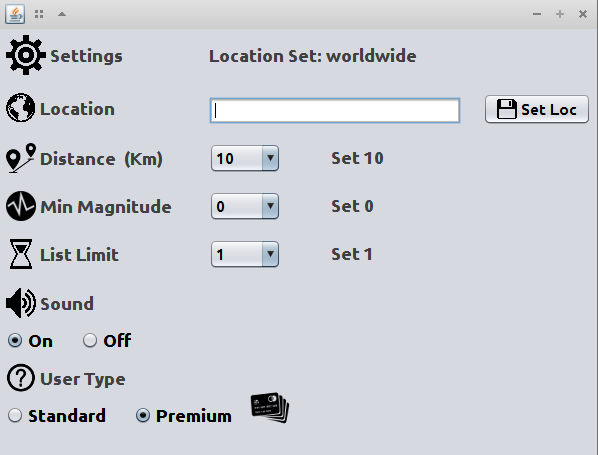 Settings Location Set: worldwide
Location Set Loc
Distance (Km) 10 Set 10
Min Magnitude 0 Set 0
List Limit 1 Set 1
Sound
On Off
User Type
Standard Premium